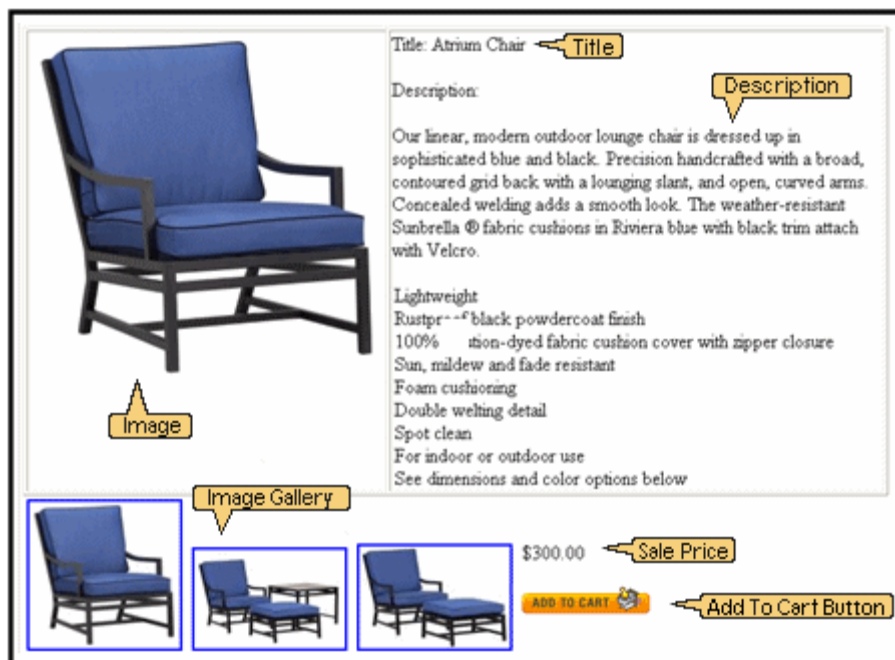 Title: Atrium Chair
Title
Description:
Description
Our linear, modern outdoor lounge chair is dressed up in
sophisticated blue and black. Precision handcrafted with a broad,
contoured grid back with a lounging slant, and open, curved arms.
Concealed welding adds a smooth look. The weather-resistant
Sunbrella ® fabric cushions in Riviera blue with black trim attach
with Velcro.
Lightweight
black powdercoat finish
100% tion-dyed fabric cushion cover with zipper closure
Sun, mildew and fade resistant
Foam cushioning
Double welting detail
Spot clean
For indoor or outdoor use
See dimensions and color options below
Image
Image Gallery
$300.00
Sale Price
ADD TO CART
Add To Cart Button